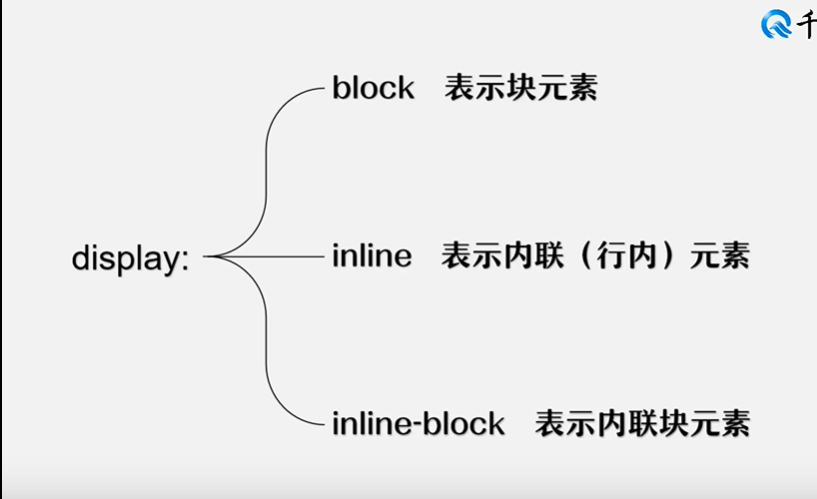 千
block 表示块元素
display:
inline 表示内联（行内）元素
inline-block 表示内联块元素